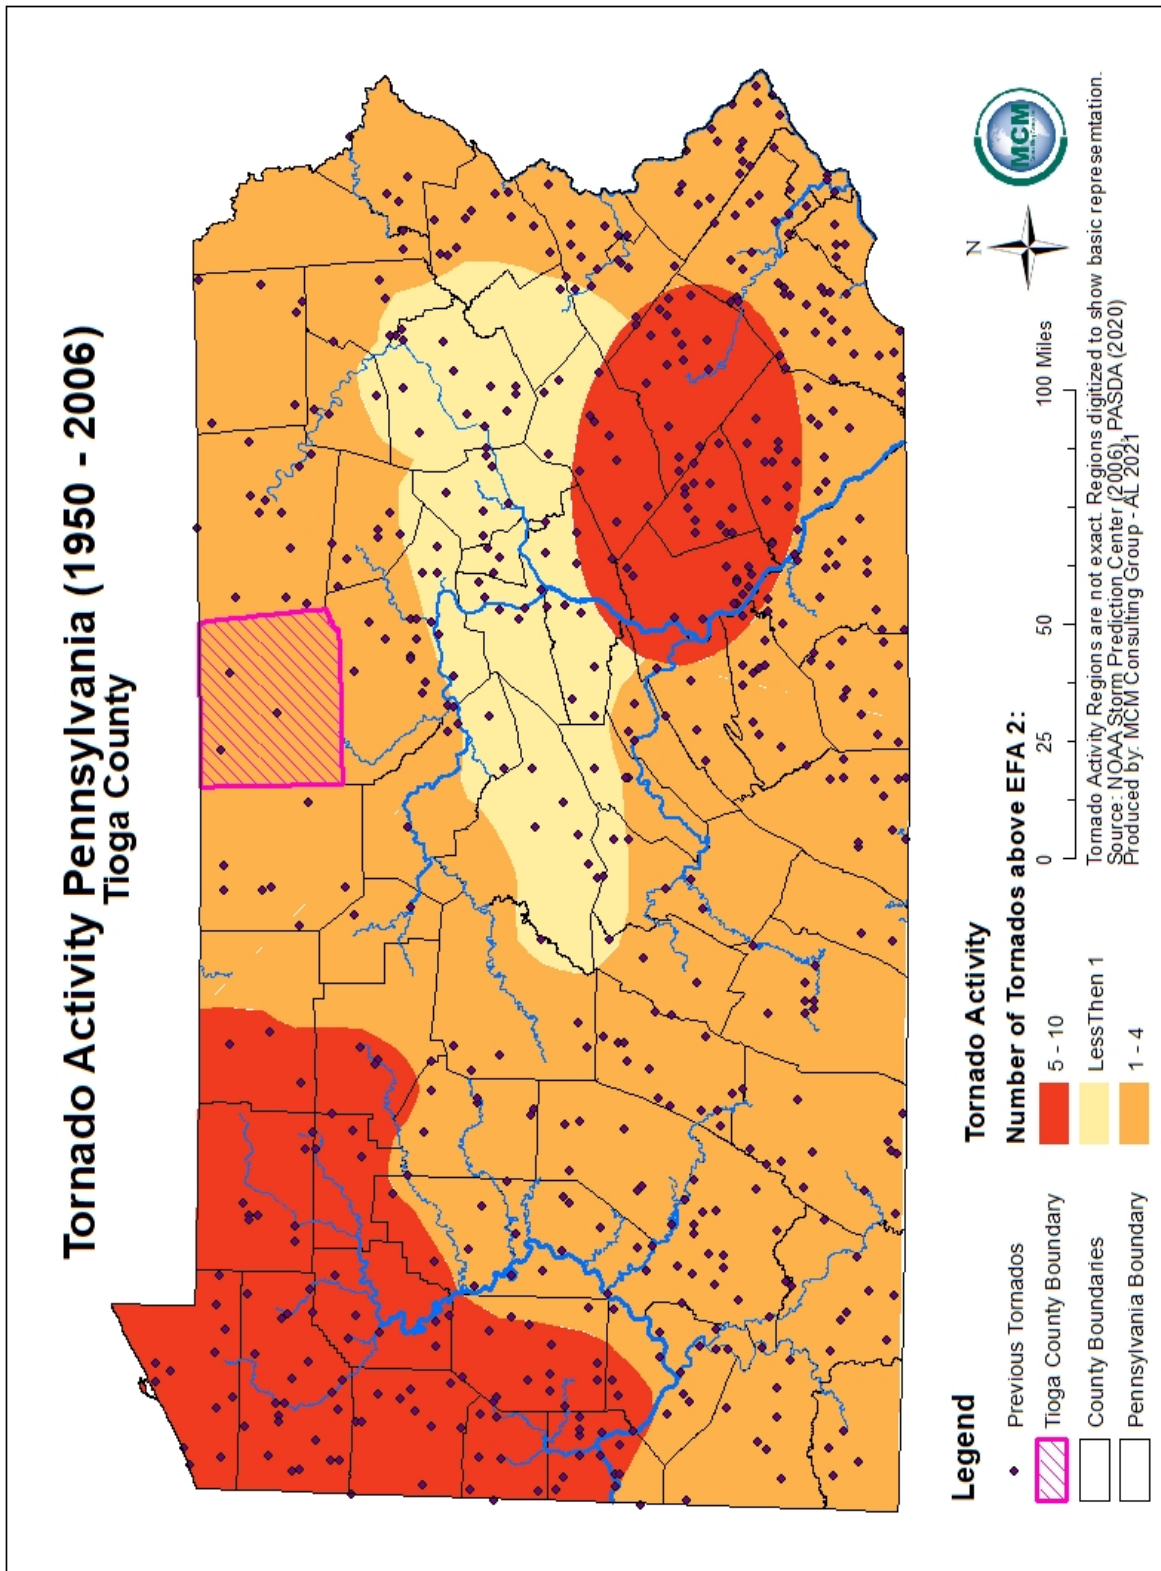 Tornado Activity Pennsylvania (1950 - 2006)
Tioga County
N
MCM
Legend
Previous Tornados
Tioga County Boundary
County Boundaries
Pennsylvania Boundary
Tornado Activity
Number of Tornados above EFA 2:
5 - 10
LessThen 1
1 - 4
0 25 50 100 Miles
Tornado Activity Regions are not exact. Regions digitized to show basic represemtation.
Source: NOAA Storm Prediction Center (2006), PASDA (2020)
Produced by: MCM Consulting Group - AL 2021